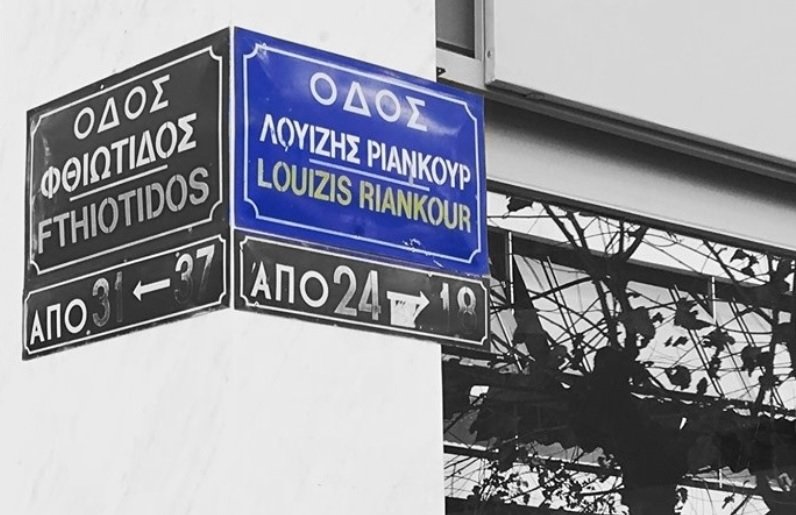 ΟΔΟΣ
ΦΘΙΩΤΙΔΟΣ
FTHIOTIDOS
ΑΠΟ 31 ← 37
ΟΔΟΣ
ΛΟΥΙΖΗΣ ΡΙΑΝΚΟΥΡ
LOUIZIS RIANKOUR
ΑΠΟ 24 → 18